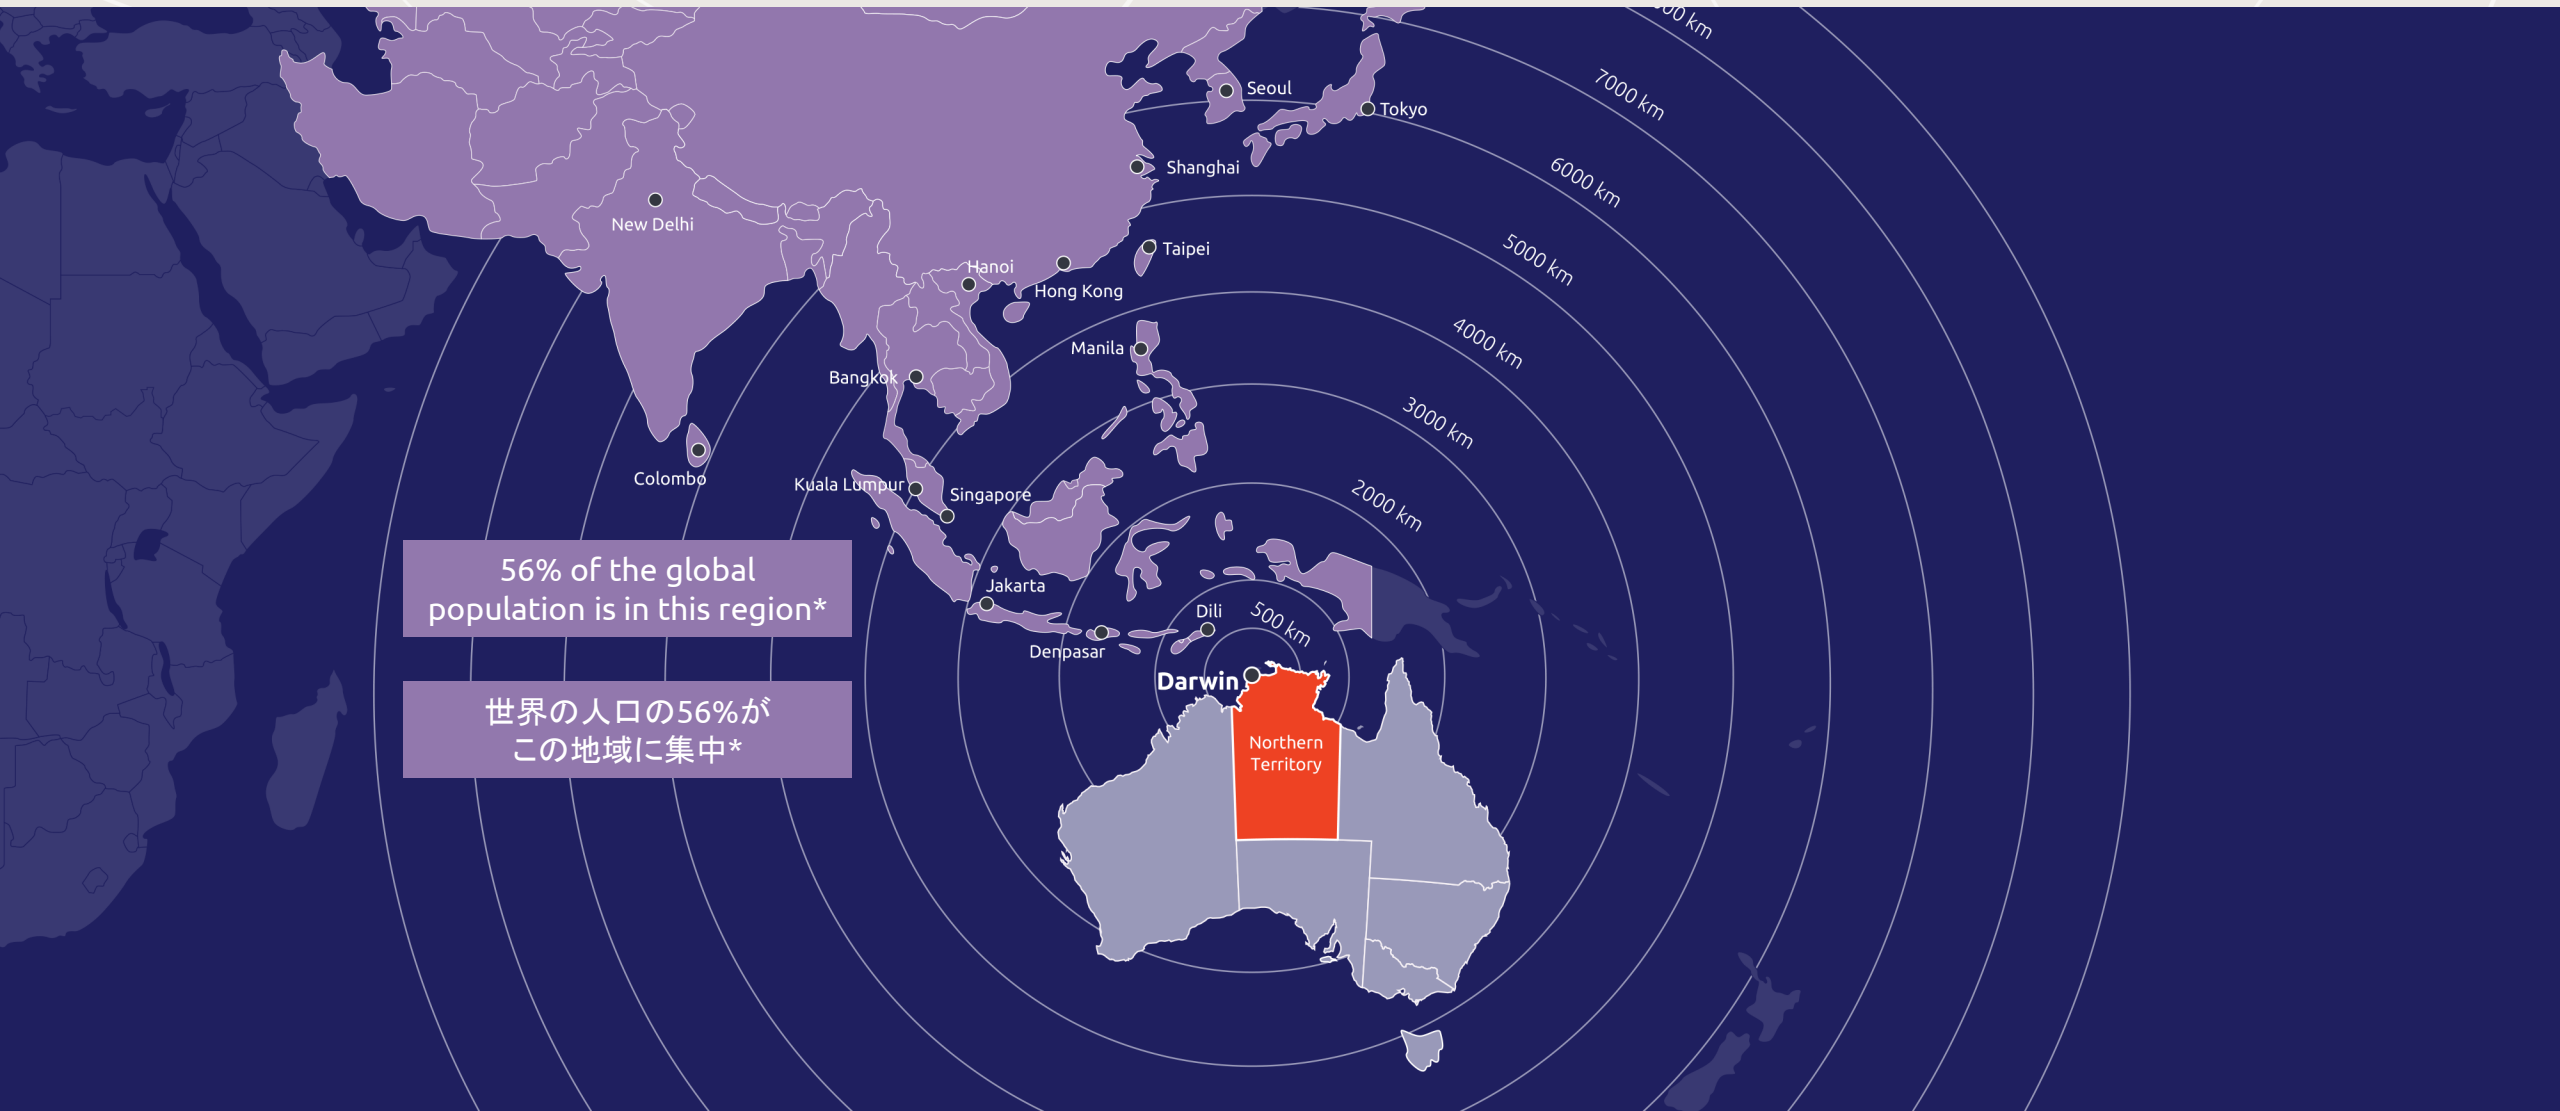 00 km
7000 km
6000 km
5000 km
4000 km
3000 km
2000 km
500 km
Seoul
Tokyo
Shanghai
New Delhi
Taipei
Hanoi
Hong Kong
Manila
Bangkok
Colombo
Kuala Lumpur
Singapore
56% of the global
population is in this region*
Jakarta
Dili
Denpasar
Darwin
世界の人口の56%が
この地域に集中*
Northern
Territory